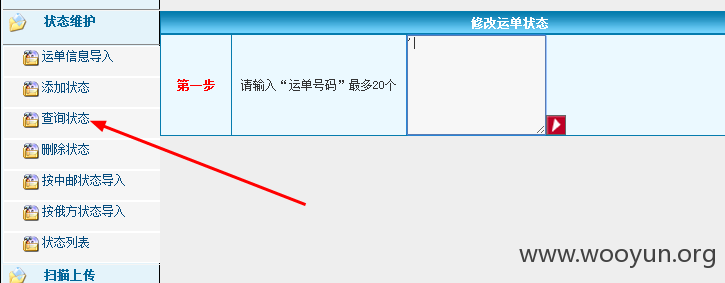 状态维护
运单信息导入
添加状态
查询状态
删除状态
按中邮状态导入
按俄方状态导入
状态列表
扫描上传
修改运单状态
第一步
请输入“运单号码”最多20个
'
www.wooyun.org